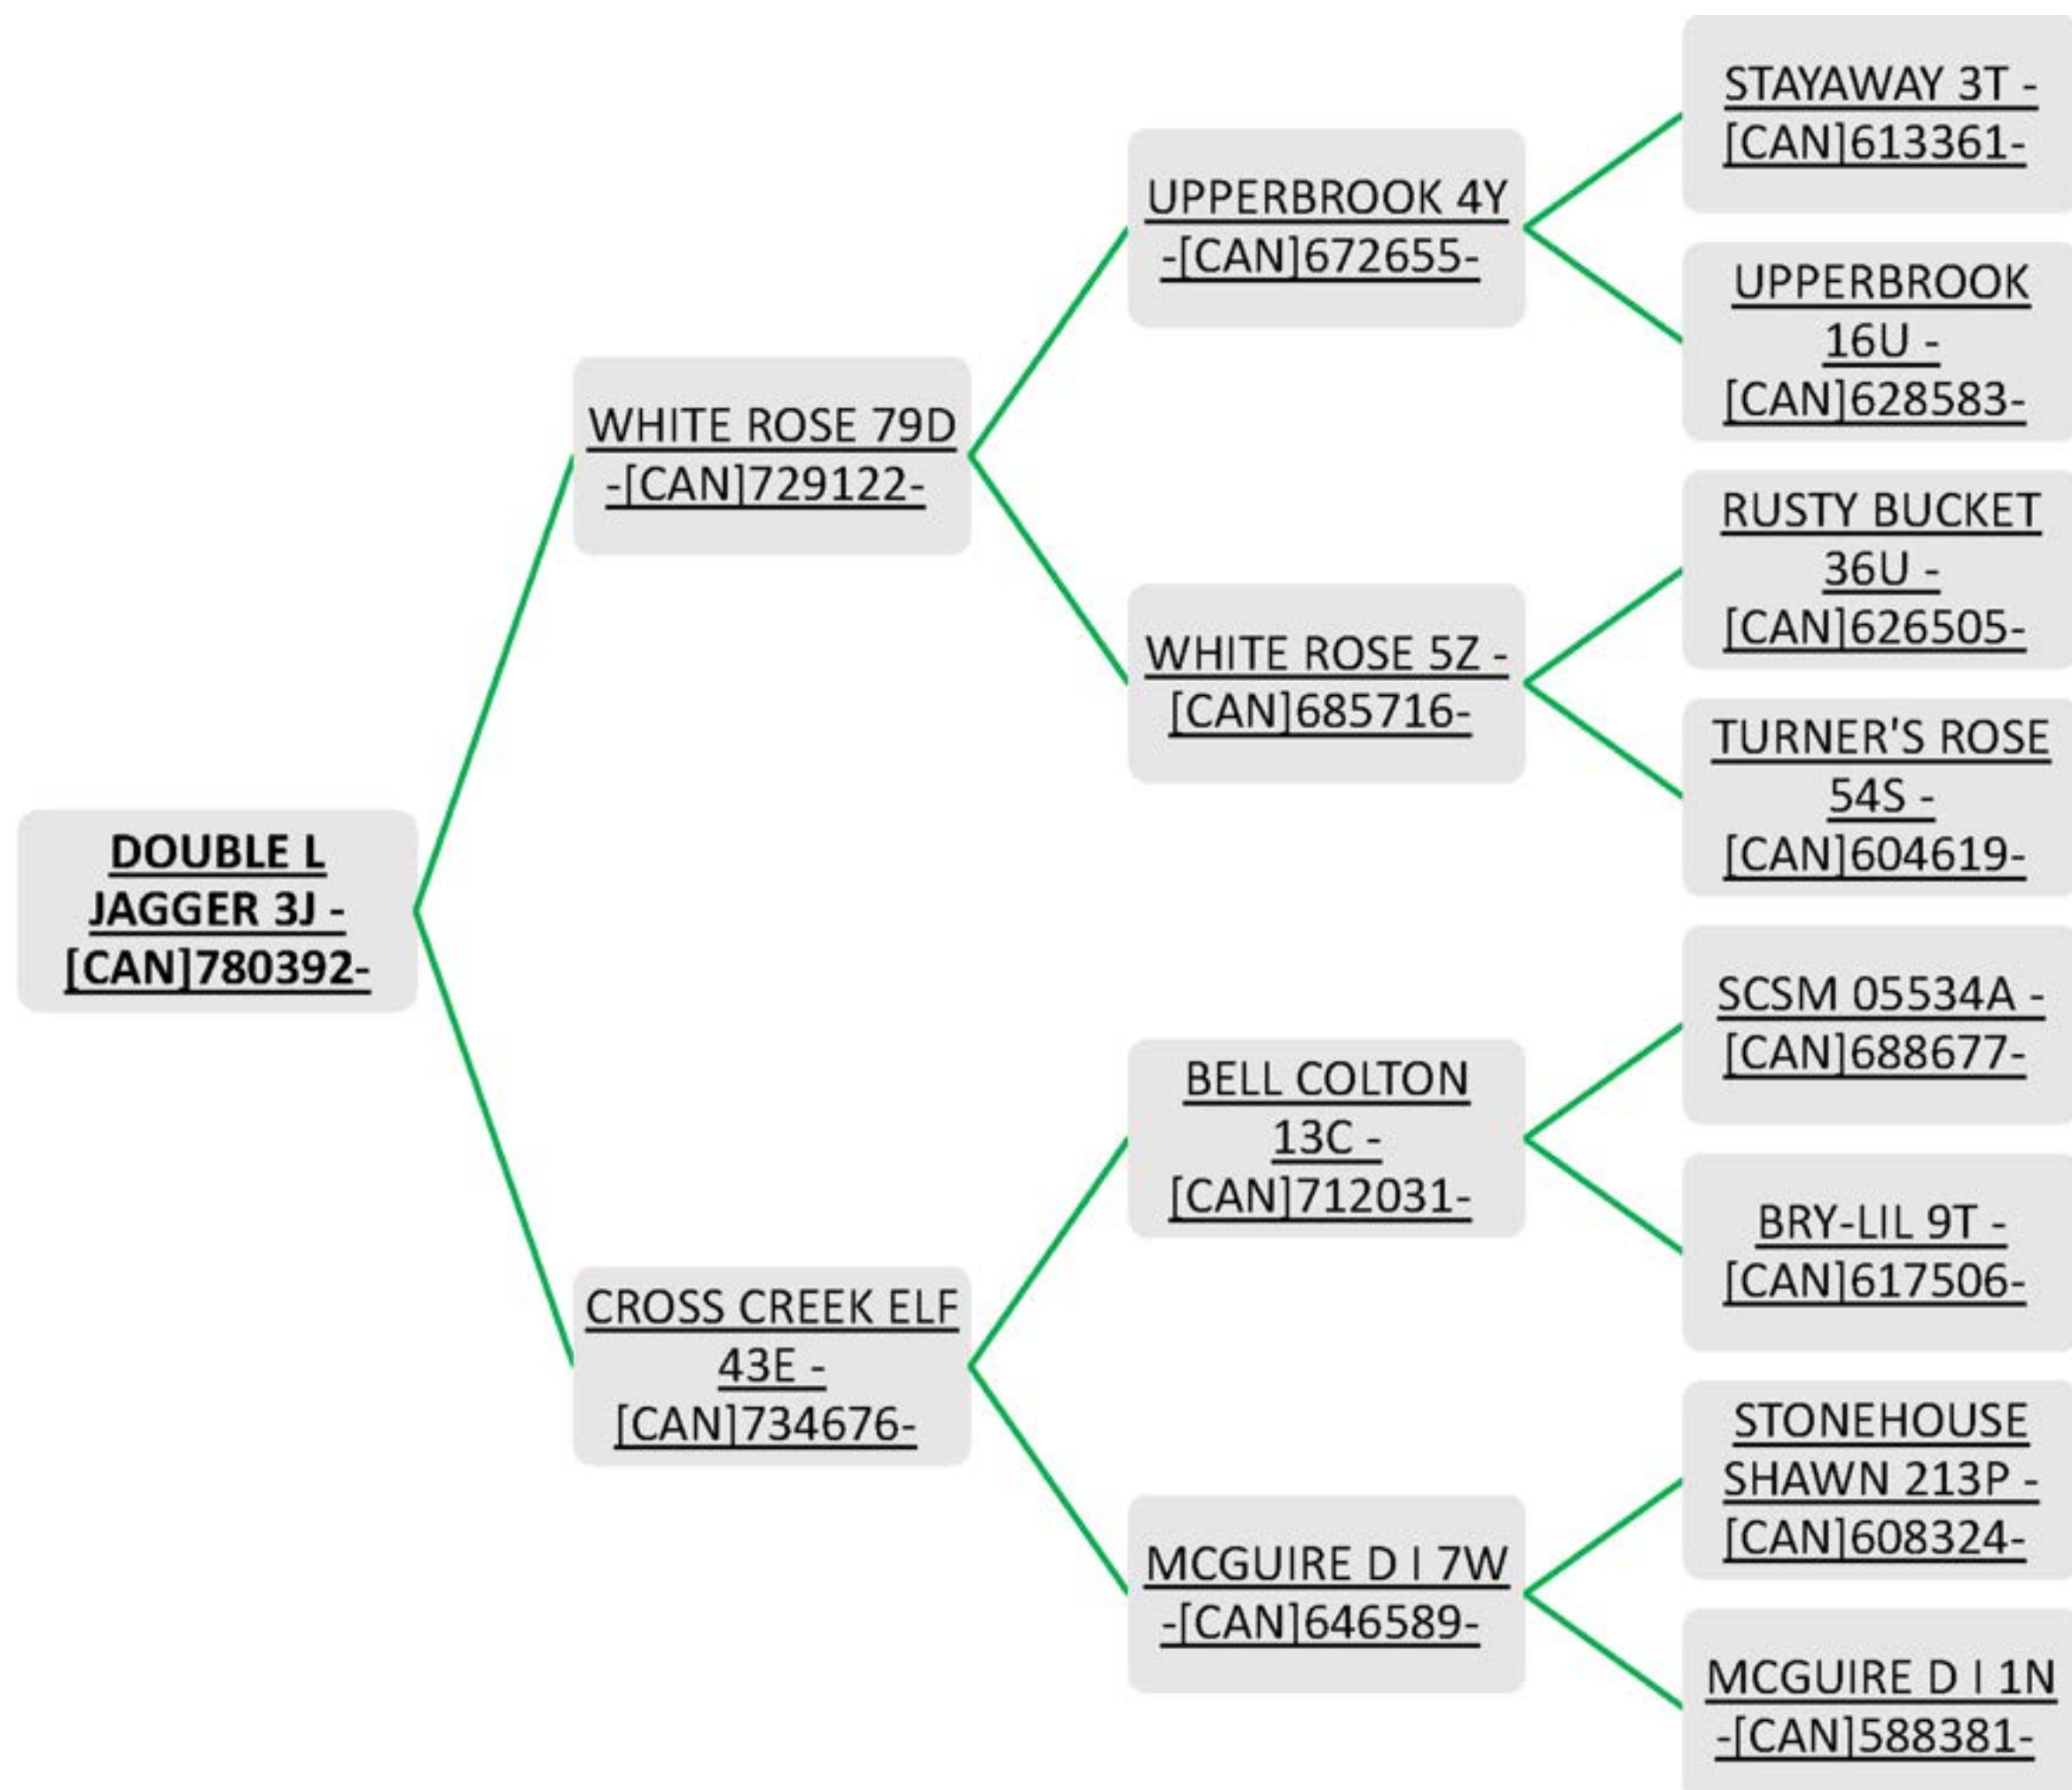 DOUBLE L
JAGGER 3J -
[CAN]780392-
WHITE ROSE 79D
-[CAN]729122-
CROSS CREEK ELF
43E -
[CAN]734676-
UPPERBROOK 4Y
-[CAN]672655-
WHITE ROSE 5Z -
[CAN]685716-
BELL COLTON
13C -
[CAN]712031-
MCGUIRE D I 7W
-[CAN]646589-
STAYAWAY 3T -
[CAN]613361-
UPPERBROOK
16U -
[CAN]628583-
RUSTY BUCKET
36U -
[CAN]626505-
TURNER'S ROSE
54S -
[CAN]604619-
SCSM 05534A -
[CAN]688677-
BRY-LIL 9T -
[CAN]617506-
STONEHOUSE
SHAWN 213P -
[CAN]608324-
MCGUIRE D I 1N
-[CAN]588381-